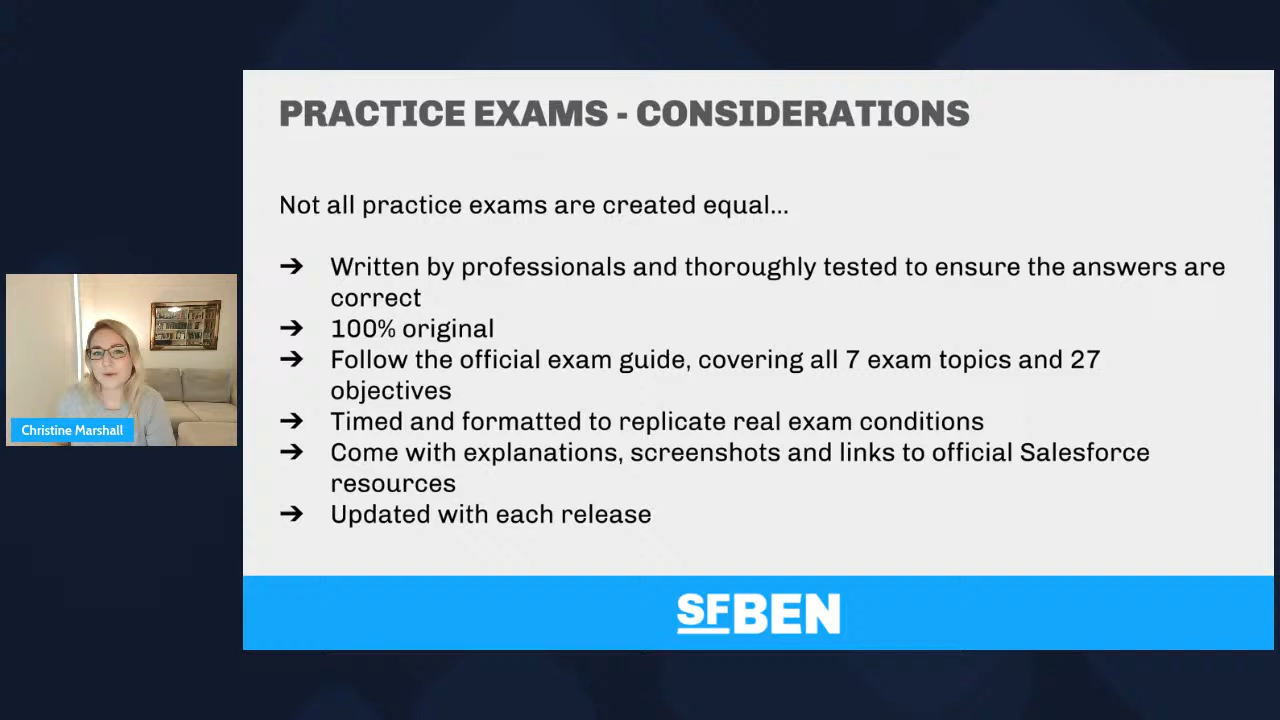 PRACTICE EXAMS - CONSIDERATIONS
Not all practice exams are created equal...
➔ Written by professionals and thoroughly tested to ensure the answers are
correct
➔ 100% original
➔ Follow the official exam guide, covering all 7 exam topics and 27
objectives
➔ Timed and formatted to replicate real exam conditions
➔ Come with explanations, screenshots and links to official Salesforce
resources
➔ Updated with each release
Christine Marshall
SFBEN